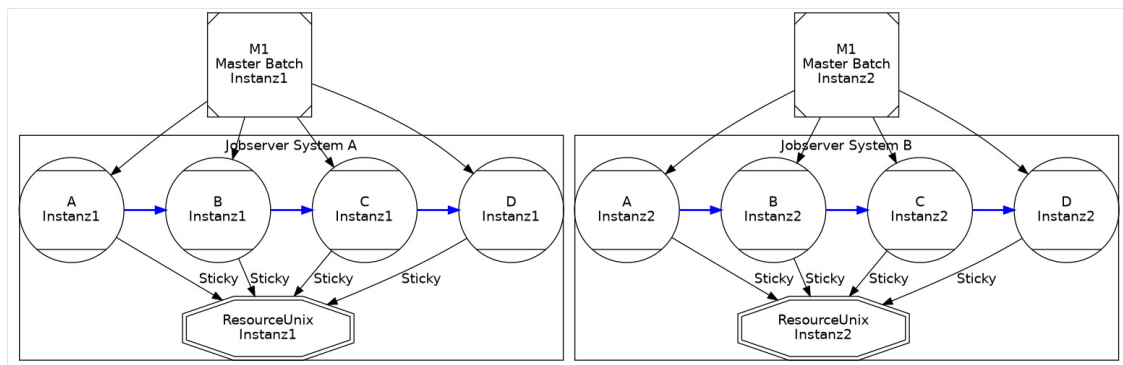 M1
Master Batch
Instanz1
M1
Master Batch
Instanz2
Jobserver System A
A
Instanz1
B
Instanz1
C
Instanz1
D
Instanz1
Sticky
Sticky
Sticky
Sticky
ResourceUnix
Instanz1
Jobserver System B
A
Instanz2
B
Instanz2
C
Instanz2
D
Instanz2
Sticky
Sticky
Sticky
Sticky
ResourceUnix
Instanz2